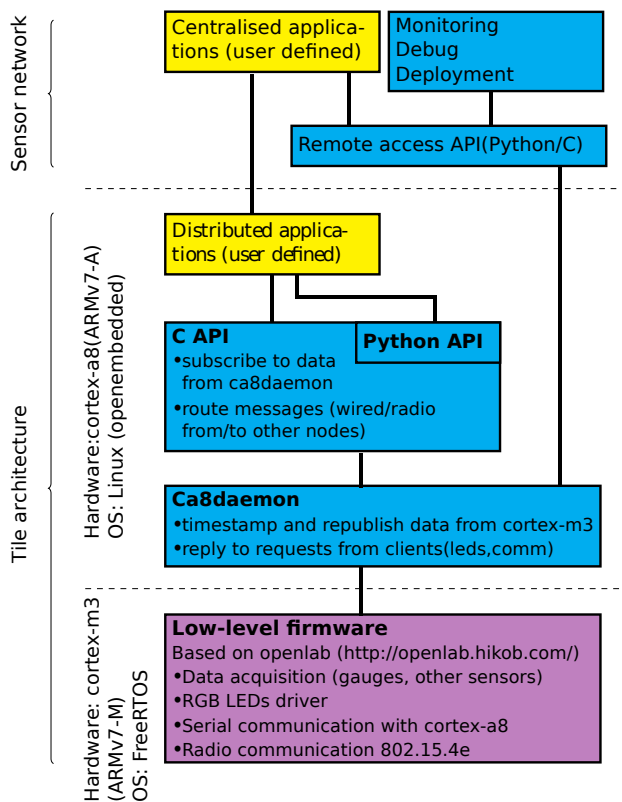 Centralised applica-
tions (user defined)
Monitoring
Debug
Deployment
Remote access API(Python/C)
Sensor network
Distributed applica-
tions (user defined)
C API
Python API
•subscribe to data
from ca8daemon
•route messages (wired/radio
from/to other nodes)
Ca8daemon
•timestamp and republish data from cortex-m3
•reply to requests from clients(leds,comm)
Hardware:cortex-a8(ARMv7-A)
OS: Linux (openembedded)
Tile architecture
Low-level firmware
Based on openlab (http://openlab.hikob.com/)
•Data acquisition (gauges, other sensors)
•RGB LEDs driver
•Serial communication with cortex-a8
•Radio communication 802.15.4e
Hardware: cortex-m3
(ARMv7-M)
OS: FreeRTOS